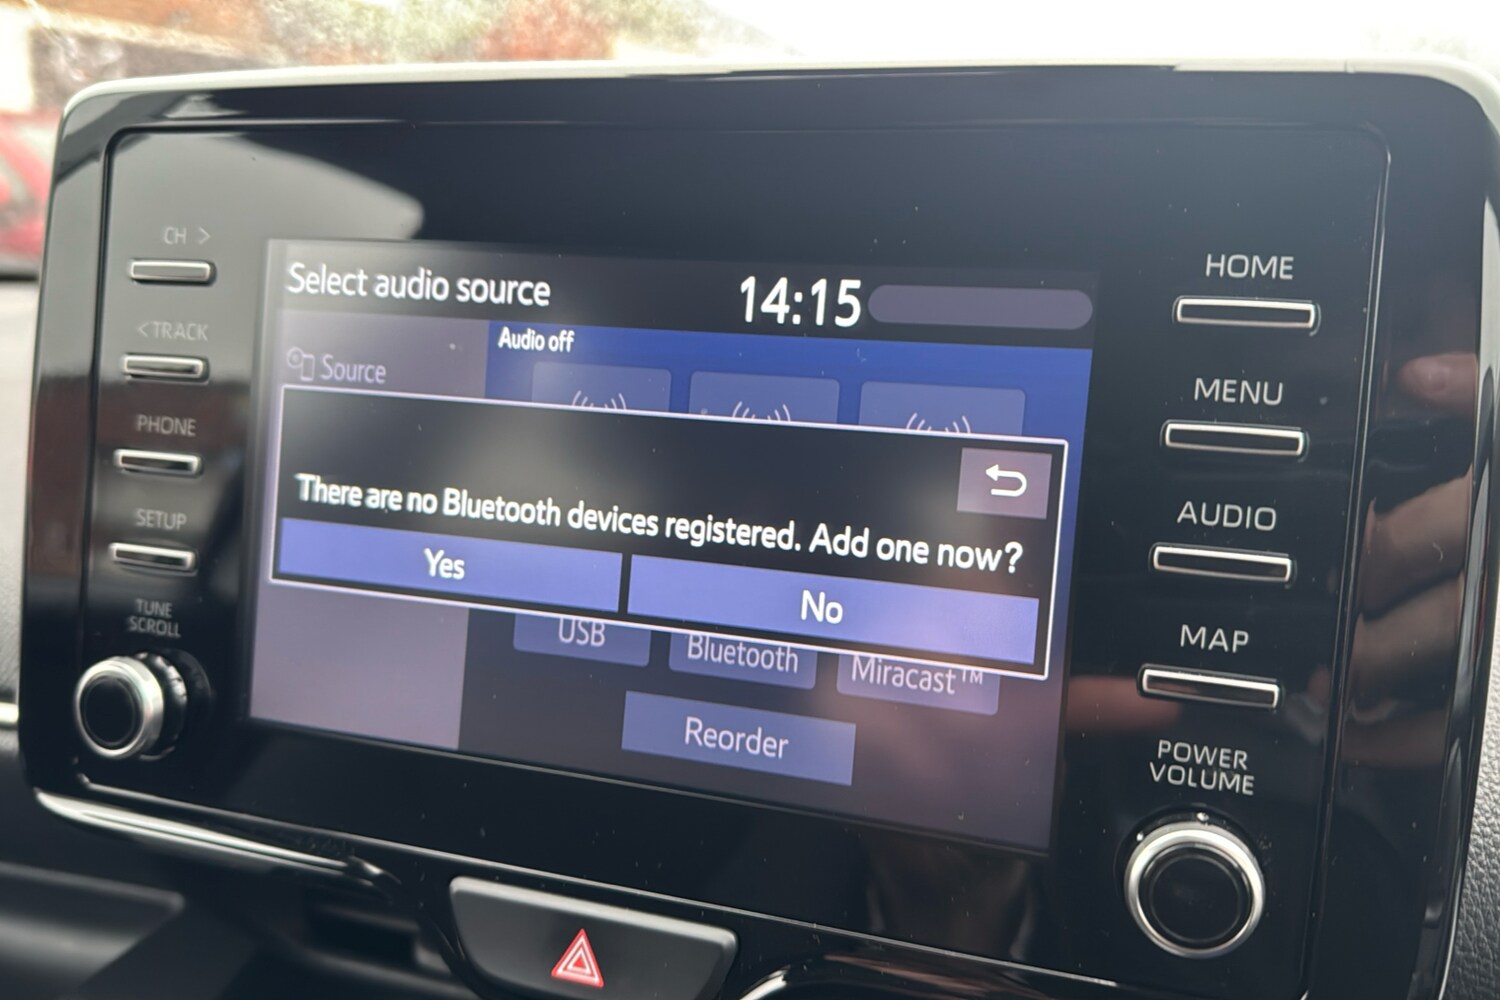 CH >
< TRACK
PHONE
SETUP
TUNE
SCROLL
Select audio source
14:15
Source
Audio off
There are no Bluetooth devices registered. Add one now?
Yes
No
USB
Bluetooth
Miracast™
Reorder
HOME
MENU
AUDIO
MAP
POWER
VOLUME